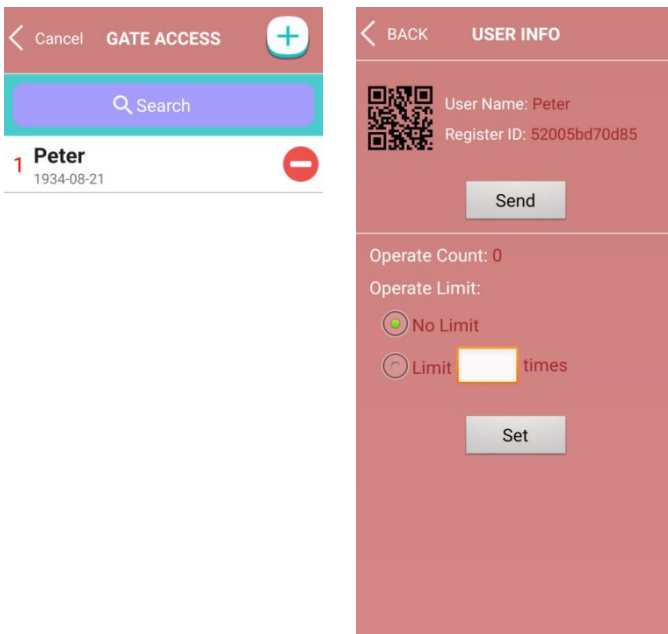 Cancel GATE ACCESS
Search
1 Peter
1934-08-21
BACK USER INFO
User Name: Peter
Register ID: 52005bd70d85
Send
Operate Count: 0
Operate Limit:
No Limit
Limit times
Set